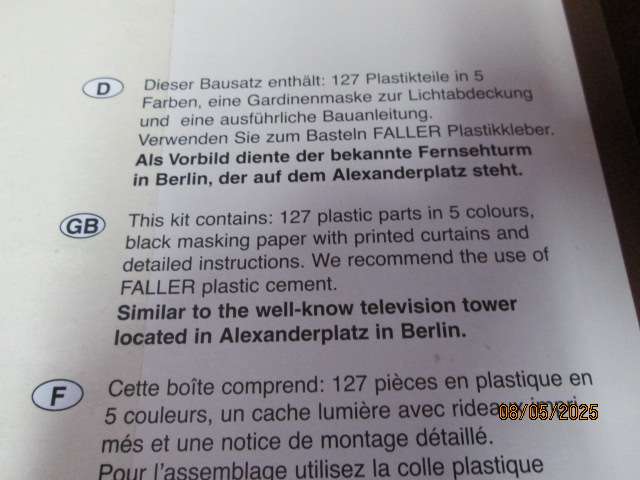 D
Dieser Bausatz enthält: 127 Plastikteile in 5
Farben, eine Gardinenmaske zur Lichtabdeckung
und eine ausführliche Bauanleitung.
Verwenden Sie zum Basteln FALLER Plastikkleber.
Als Vorbild diente der bekannte Fernsehturm
in Berlin, der auf dem Alexanderplatz steht.
GB
This kit contains: 127 plastic parts in 5 colours,
black masking paper with printed curtains and
detailed instructions. We recommend the use of
FALLER plastic cement.
Similar to the well-know television tower
located in Alexanderplatz in Berlin.
F
Cette boîte comprend: 127 pièces en plastique en
5 couleurs, un cache lumière avec rideaux impri
més et une notice de montage détaillé.
Pour l'assemblage utilisez la colle plastique
08/05/2025